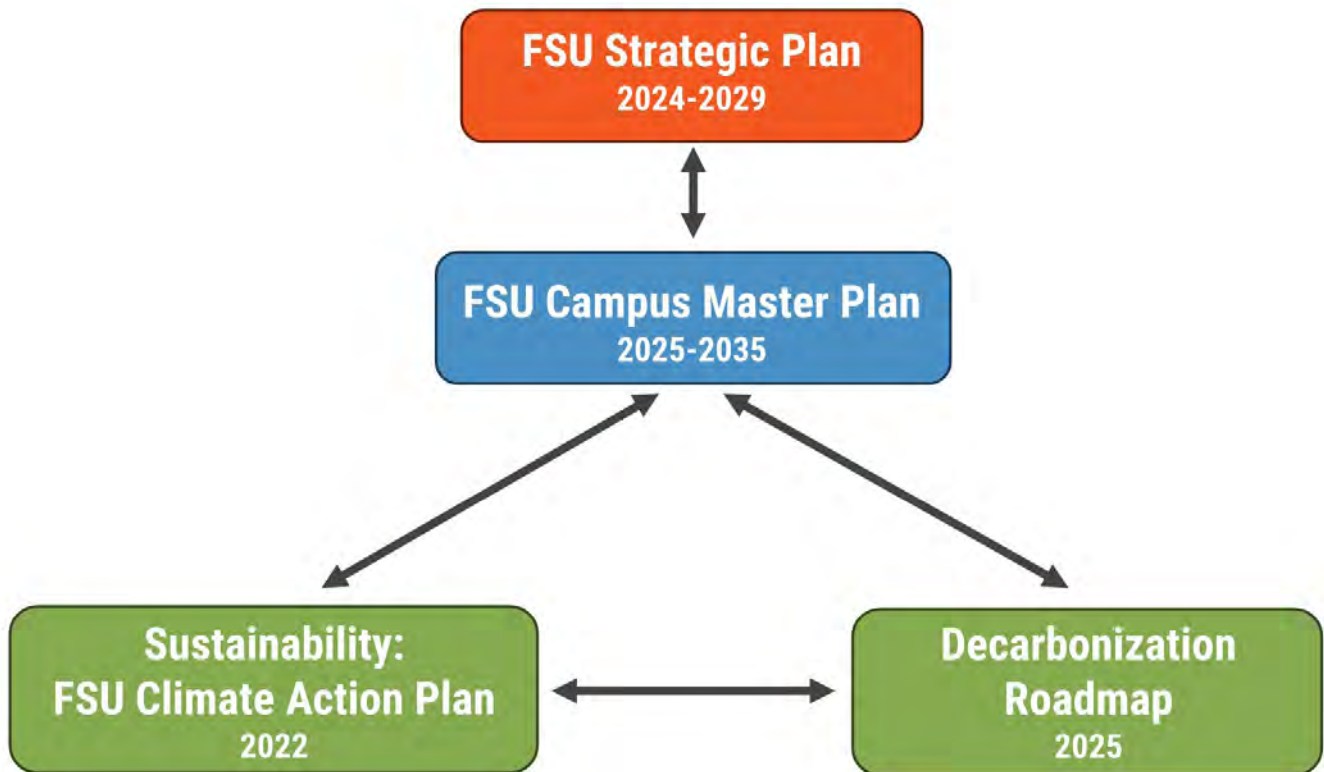 FSU Strategic Plan
2024-2029
FSU Campus Master Plan
2025-2035
Sustainability:
FSU Climate Action Plan
2022
Decarbonization
Roadmap
2025